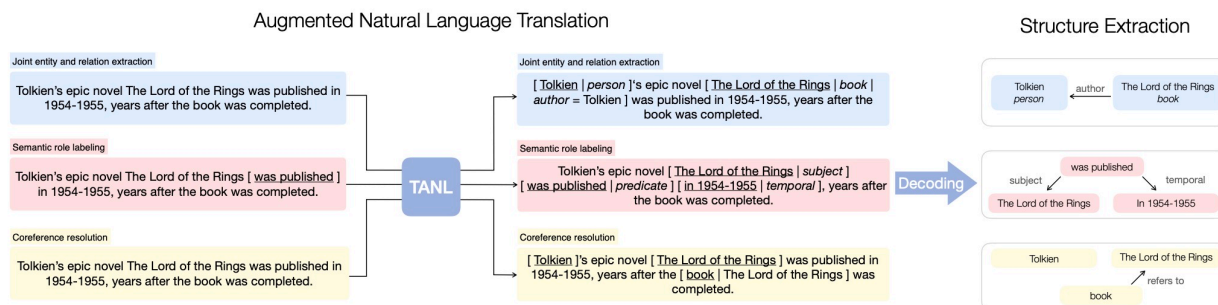 Augmented Natural Language Translation
Structure Extraction
Joint entity and relation extraction
Tolkien's epic novel The Lord of the Rings was published in
1954-1955, years after the book was completed.
Semantic role labeling
Tolkien's epic novel The Lord of the Rings [ was published ]
in 1954-1955, years after the book was completed.
Coreference resolution
Tolkien's epic novel The Lord of the Rings was published in
1954-1955, years after the book was completed.
TANL
Joint entity and relation extraction
[ Tolkien | person ]'s epic novel [ The Lord of the Rings | book |
author = Tolkien ] was published in 1954-1955, years after the
book was completed.
Semantic role labeling
Tolkien's epic novel [ The Lord of the Rings | subject ]
[ was published | predicate ] [ in 1954-1955 | temporal ], years after
the book was completed.
Coreference resolution
[ Tolkien ]'s epic novel [ The Lord of the Rings ] was published in
1954-1955, years after the [ book | The Lord of the Rings ] was
completed.
Decoding
Tolkien
person
author
The Lord of the Rings
book
was published
subject
temporal
The Lord of the Rings
In 1954-1955
Tolkien
The Lord of the Rings
refers to
book